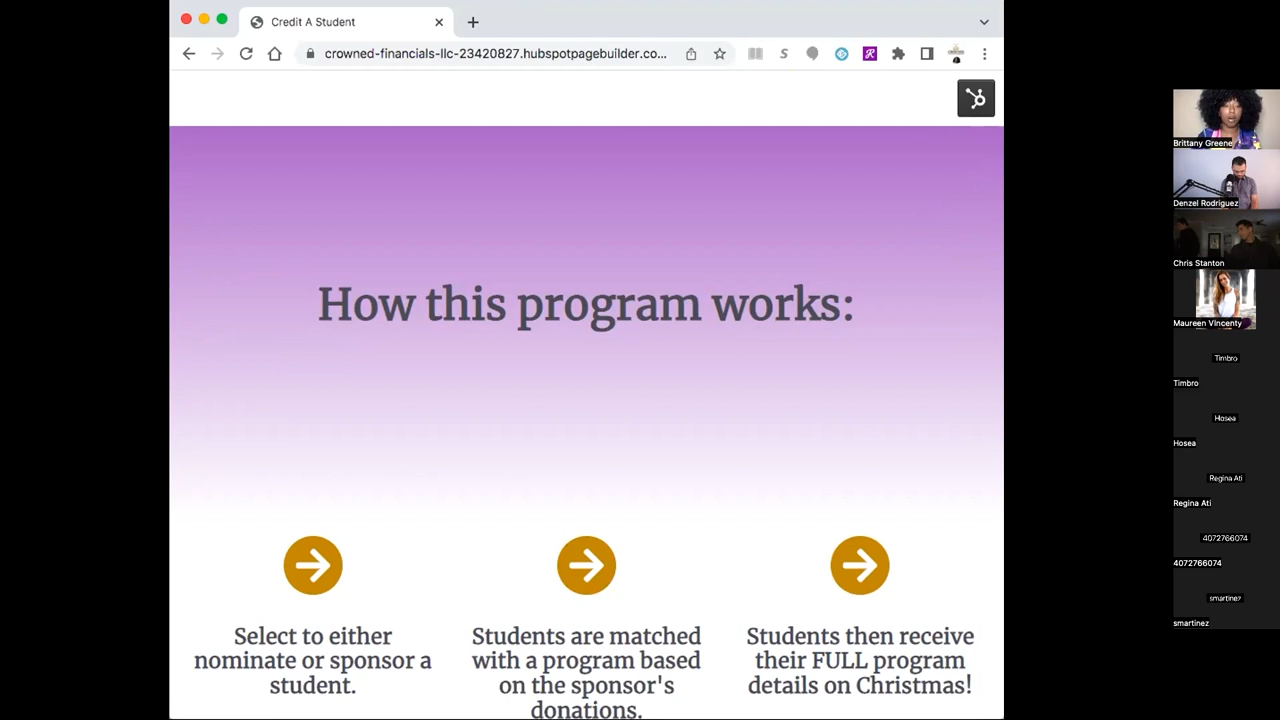 Credit A Student
crowned-financials-llc-23420827.hubspotpagebuilder.co...
How this program works:
Select to either
nominate or sponsor a
student.
Students are matched
with a program based
on the sponsor's
donations.
Students then receive
their FULL program
details on Christmas!
Brittany Greene
Denzel Rodriguez
Chris Stanton
Maureen VIncenty
Timbro
Timbro
Hosea
Hosea
Regina Ati
Regina Ati
4072766074
4072766074
smartinez
smartinez